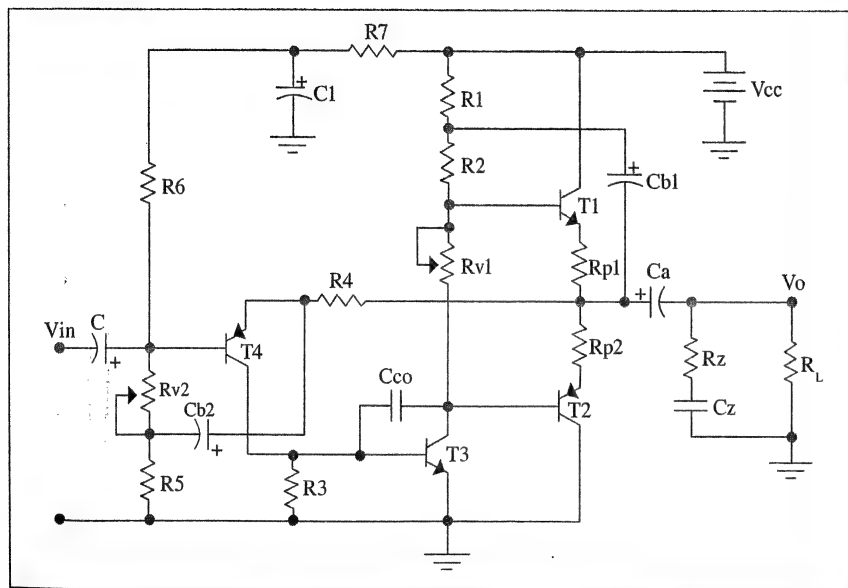 R7
R1
C1
Vcc
R2
R6
Cb1
T1
Rv1
Rp1
R4
Ca
Vo
Vin
C
T4
Rp2
Rz
RL
Rv2
Cco
Cb2
T2
Cz
T3
R5
R3
+
+
+
+
+